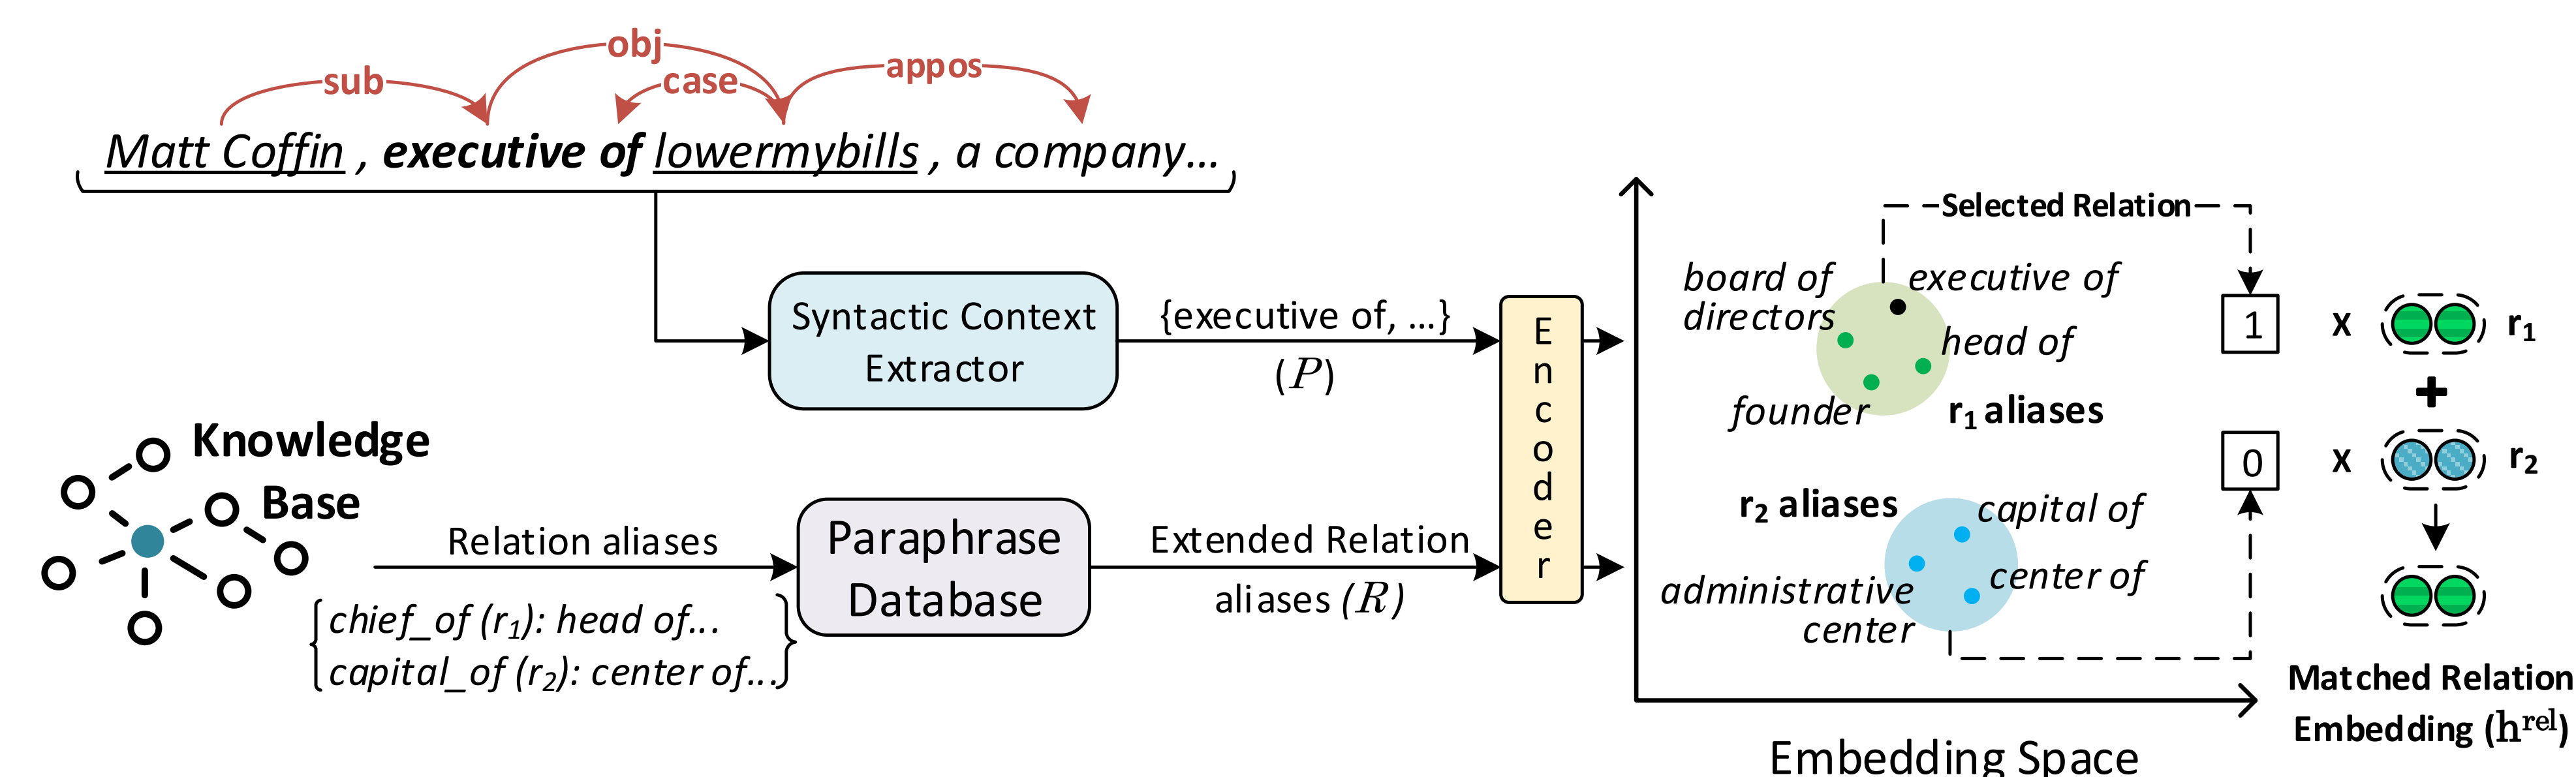 obj
sub
case
appos
Matt Coffin , executive of lowermybills , a company...
Syntactic Context
Extractor
{executive of, ...}
(P)
Encoder
Knowledge
Base
Relation aliases
chief_of (r1): head of...
capital_of (r2): center of...
Paraphrase
Database
Extended Relation
aliases (R)
Selected Relation
board of
directors
executive of
head of
founder
r1 aliases
r2 aliases
capital of
center of
administrative
center
Embedding Space
1
x
r1
+
0
x
r2
Matched Relation
Embedding (h^rel)